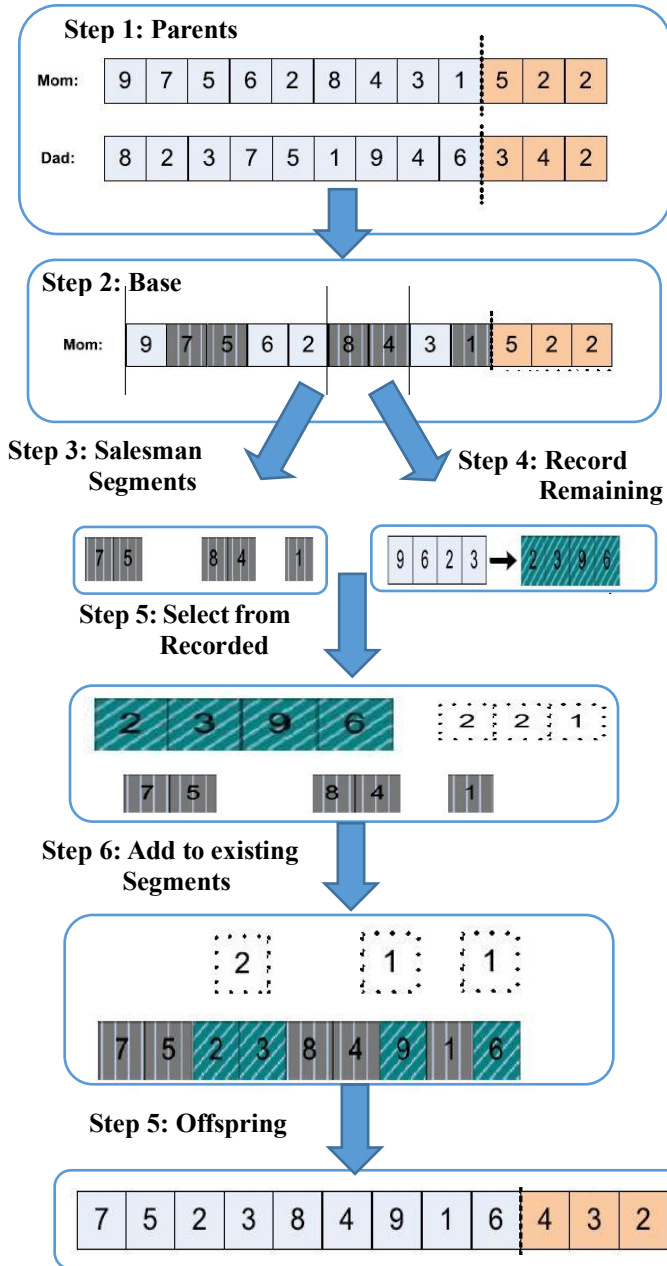 Step 1: Parents
Mom: 9 7 5 6 2 8 4 3 1 5 2 2
Dad: 8 2 3 7 5 1 9 4 6 3 4 2
Step 2: Base
Mom: 9 7 5 6 2 8 4 3 1 5 2 2
Step 3: Salesman
Segments
Step 4: Record
Remaining
7 5 8 4 1
9 6 2 3 2 3 9 6
Step 5: Select from
Recorded
2 3 9 6 2 2 1
7 5 8 4 1
Step 6: Add to existing
Segments
2 1 1
7 5 2 3 8 4 9 1 6
Step 5: Offspring
7 5 2 3 8 4 9 1 6 4 3 2